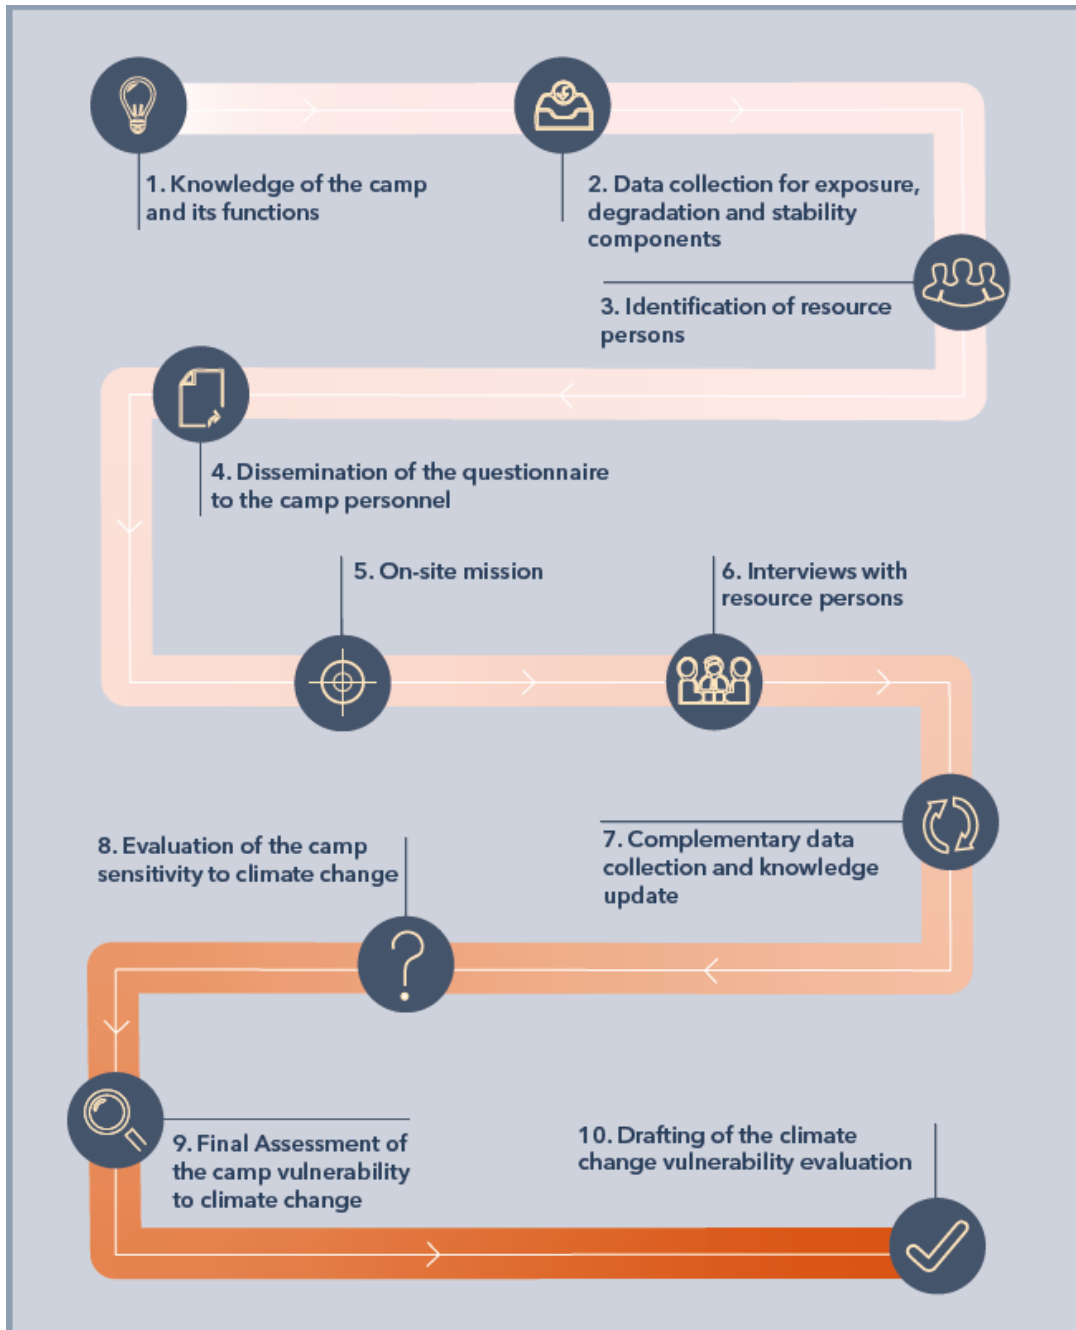 1. Knowledge of the camp
and its functions
2. Data collection for exposure,
degradation and stability
components
3. Identification of resource
persons
4. Dissemination of the questionnaire
to the camp personnel
5. On-site mission
6. Interviews with
resource persons
7. Complementary data
collection and knowledge
update
8. Evaluation of the camp
sensitivity to climate change
9. Final Assessment of
the camp vulnerability
to climate change
10. Drafting of the climate
change vulnerability evaluation